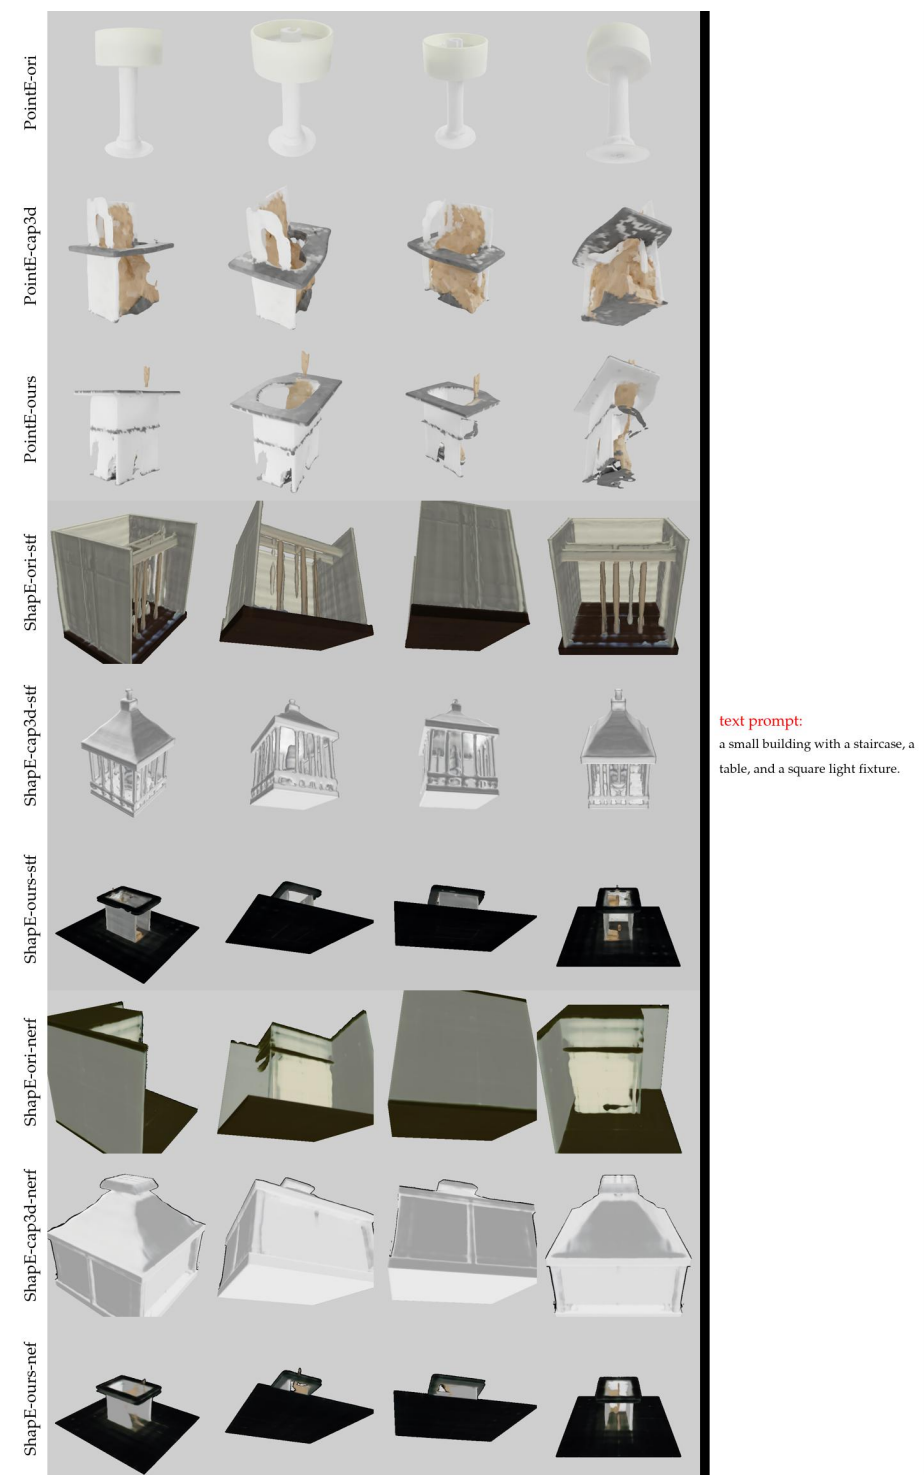 PointE-ori
PointE-cap3d
PointE-ours
ShapE-ori-stf
ShapE-cap3d-stf
text prompt:
a small building with a staircase, a
table, and a square light fixture.
ShapE-ours-stf
ShapE-ori-nerf
ShapE-cap3d-nerf
ShapE-ours-nef